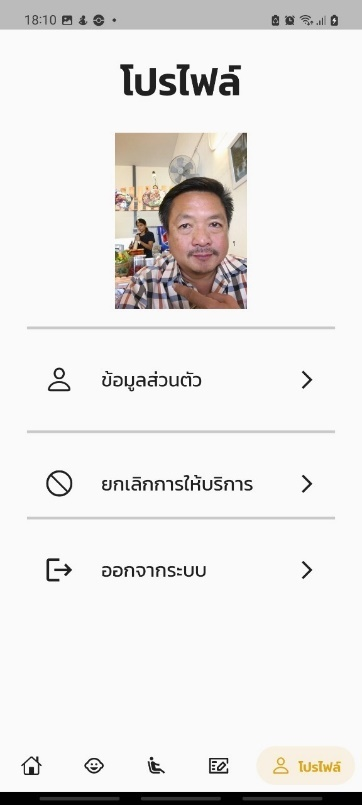 18:10
โปรไฟล์
ข้อมูลส่วนตัว
ยกเลิกการให้บริการ
ออกจากระบบ
โปรไฟล์